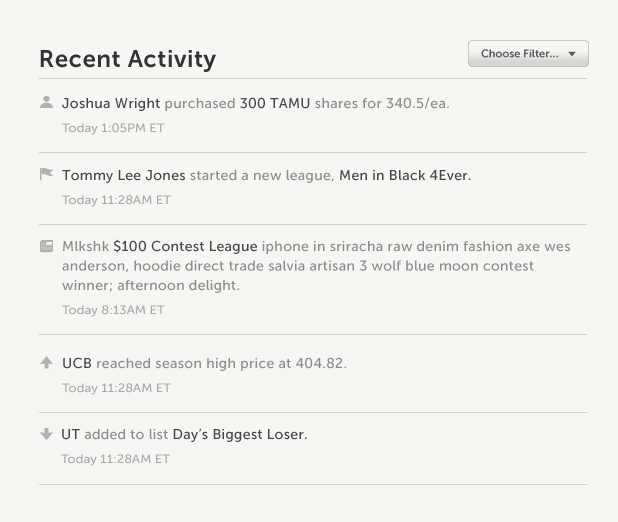 Recent Activity
Choose Filter...
Joshua Wright purchased 300 TAMU shares for 340.5/ea.
Today 1:05PM ET
Tommy Lee Jones started a new league, Men in Black 4Ever.
Today 11:28AM ET
Mlkshk $100 Contest League iphone in sriracha raw denim fashion axe wes
anderson, hoodie direct trade salvia artisan 3 wolf blue moon contest
winner; afternoon delight.
Today 8:13AM ET
UCB reached season high price at 404.82.
Today 11:28AM ET
UT added to list Day’s Biggest Loser.
Today 11:28AM ET